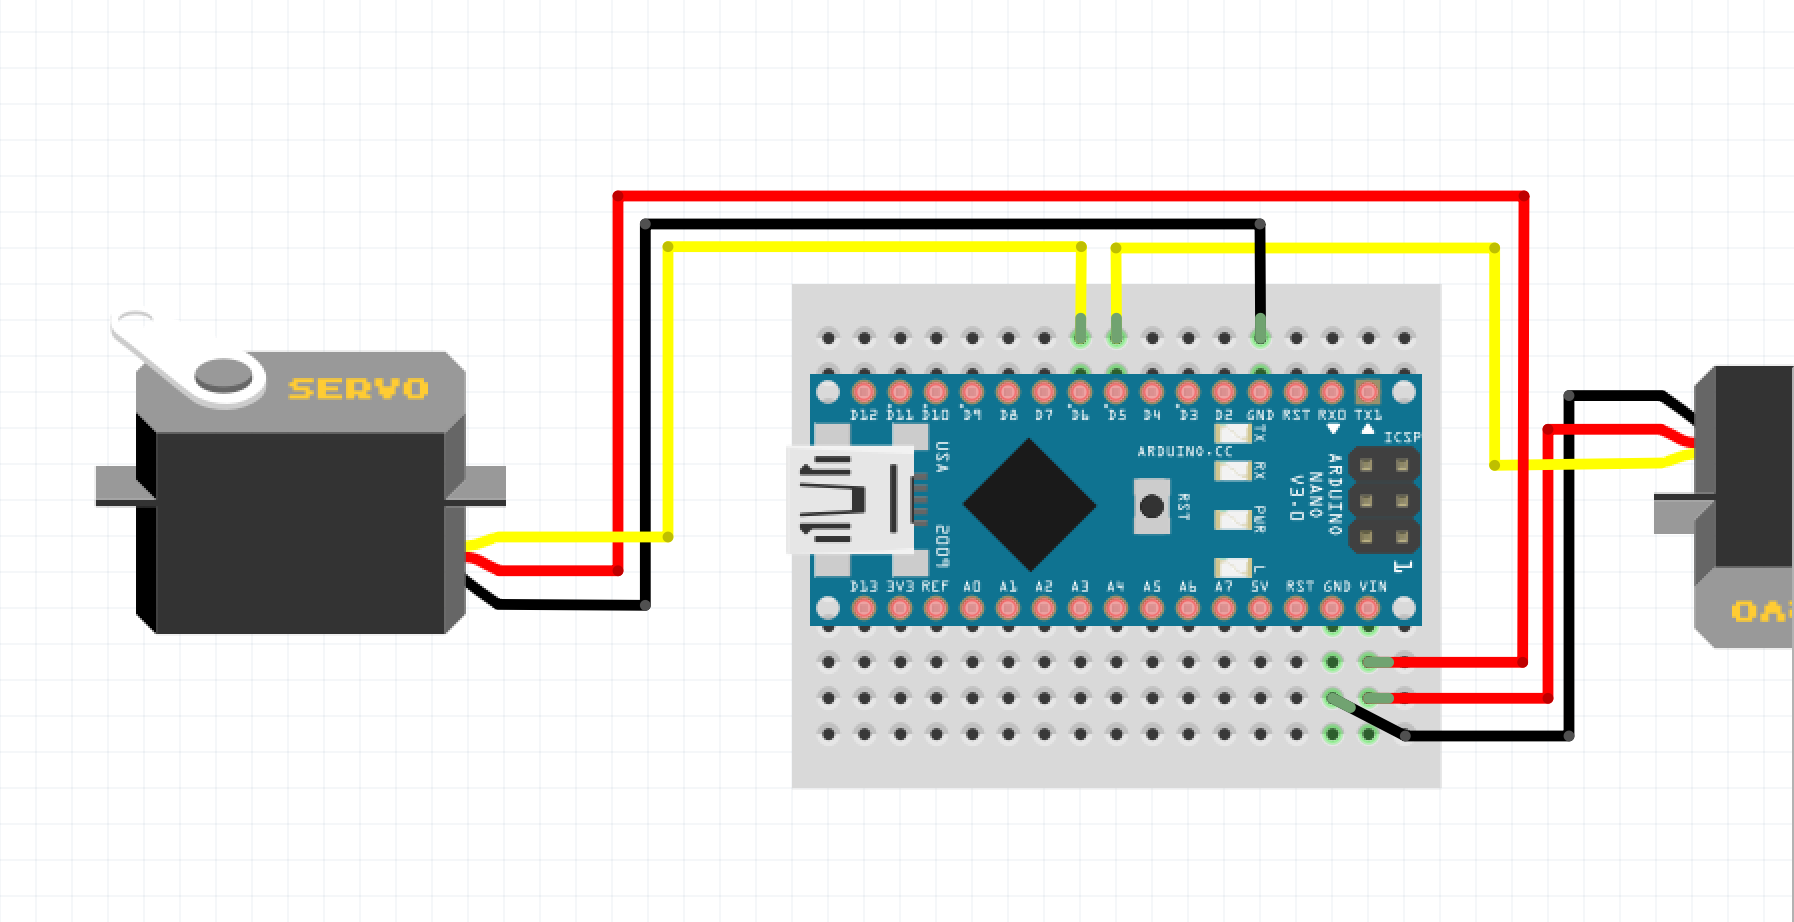 SERVO
D12 D11 D10 D9 D8 D7 D6 D5 D4 D3 D2 GND RST RX0 TX1
ICSP
USA
ARDUINO.CC
TX
RX
RST
PWR
L
ARDUINO
NANO
V3.0
2009
1
D13 3V3 REF A0 A1 A2 A3 A4 A5 A6 A7 5V RST GND VIN